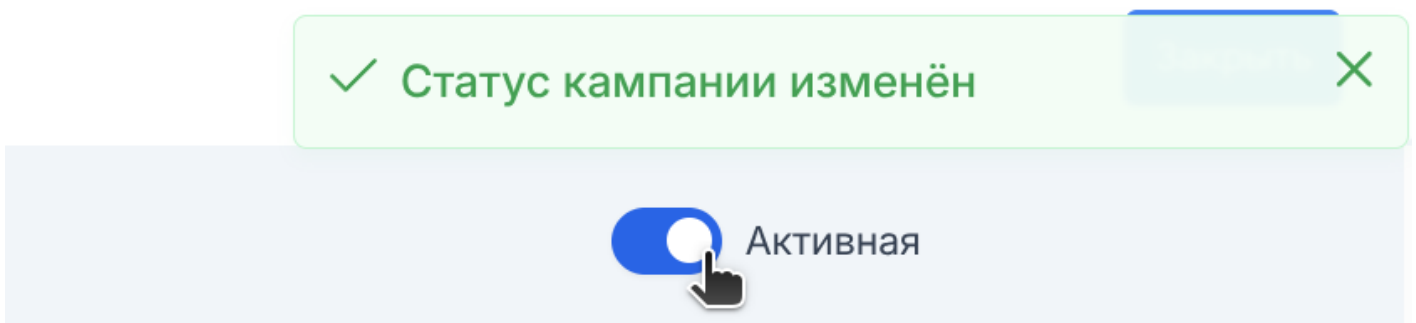 Статус кампании изменён
Активная